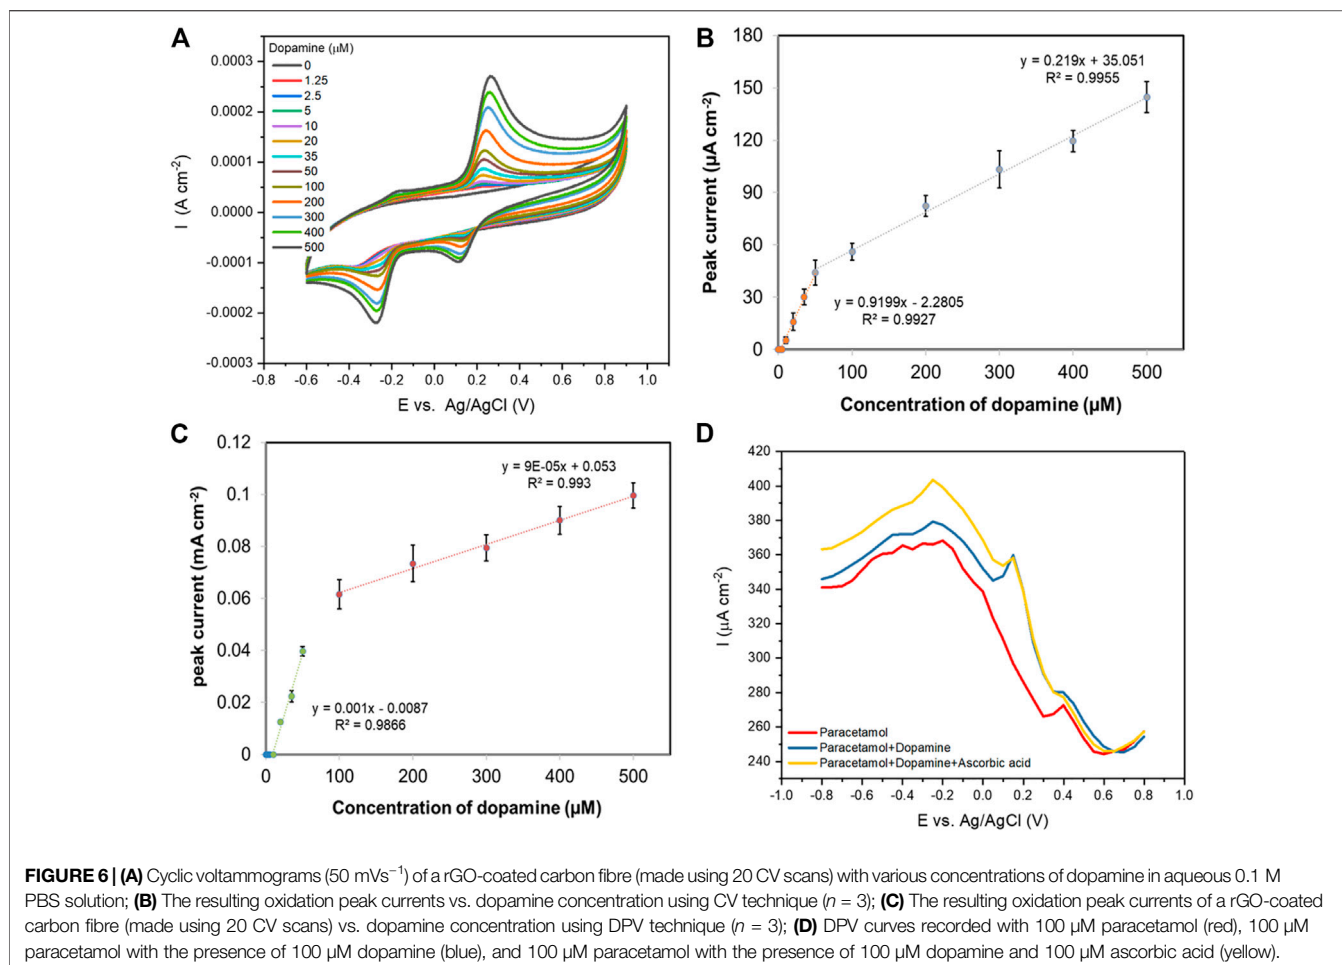 A
Dopamine (μM)
0
1.25
2.5
5
10
20
35
50
100
200
300
400
500
0.0003
0.0002
0.0001
0.0000
-0.0001
-0.0002
-0.0003
I (A cm-2)
-0.8 -0.6 -0.4 -0.2 0.0 0.2 0.4 0.6 0.8 1.0
E vs. Ag/AgCl (V)
B
180
150
120
90
60
30
0
Peak current (μA cm-2)
y = 0.219x + 35.051
R² = 0.9955
y = 0.9199x - 2.2805
R² = 0.9927
0 100 200 300 400 500
Concentration of dopamine (μM)
C
0.12
0.1
0.08
0.06
0.04
0.02
0
peak current (mA cm-2)
y = 9E-05x + 0.053
R² = 0.993
y = 0.001x - 0.0087
R² = 0.9866
0 100 200 300 400 500
Concentration of dopamine (μM)
D
420
400
380
360
340
320
300
280
260
240
I (μA cm-2)
Paracetamol
Paracetamol+Dopamine
Paracetamol+Dopamine+Ascorbic acid
-1.0 -0.8 -0.6 -0.4 -0.2 0.0 0.2 0.4 0.6 0.8 1.0
E vs. Ag/AgCl (V)
FIGURE 6 | (A) Cyclic voltammograms (50 mVs−1) of a rGO-coated carbon fibre (made using 20 CV scans) with various concentrations of dopamine in aqueous 0.1 M
PBS solution; (B) The resulting oxidation peak currents vs. dopamine concentration using CV technique (n = 3); (C) The resulting oxidation peak currents of a rGO-coated
carbon fibre (made using 20 CV scans) vs. dopamine concentration using DPV technique (n = 3); (D) DPV curves recorded with 100 μM paracetamol (red), 100 μM
paracetamol with the presence of 100 μM dopamine (blue), and 100 μM paracetamol with the presence of 100 μM dopamine and 100 μM ascorbic acid (yellow).